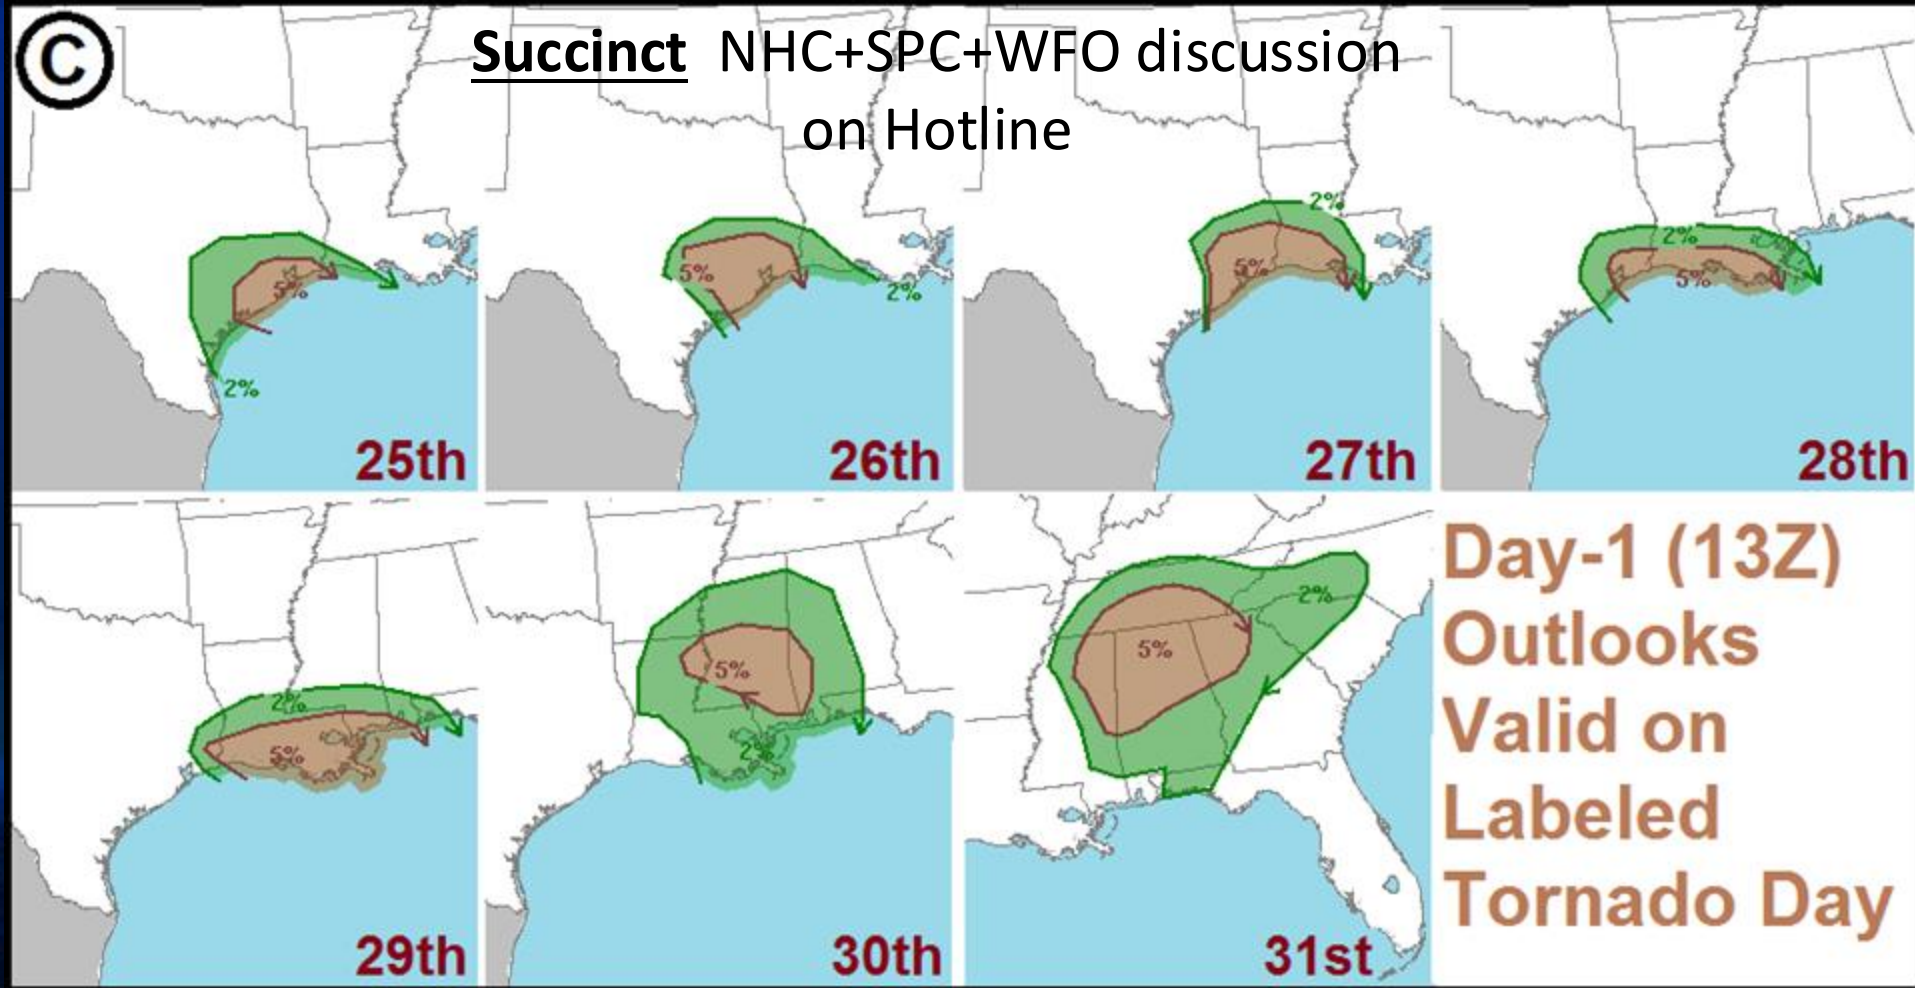 ©
Succinct NHC+SPC+WFO discussion
on Hotline
5%
2%
25th
5%
2%
26th
2%
5%
27th
2%
5%
28th
2%
5%
29th
5%
2%
30th
2%
5%
31st
Day-1 (13Z)
Outlooks
Valid on
Labeled
Tornado Day